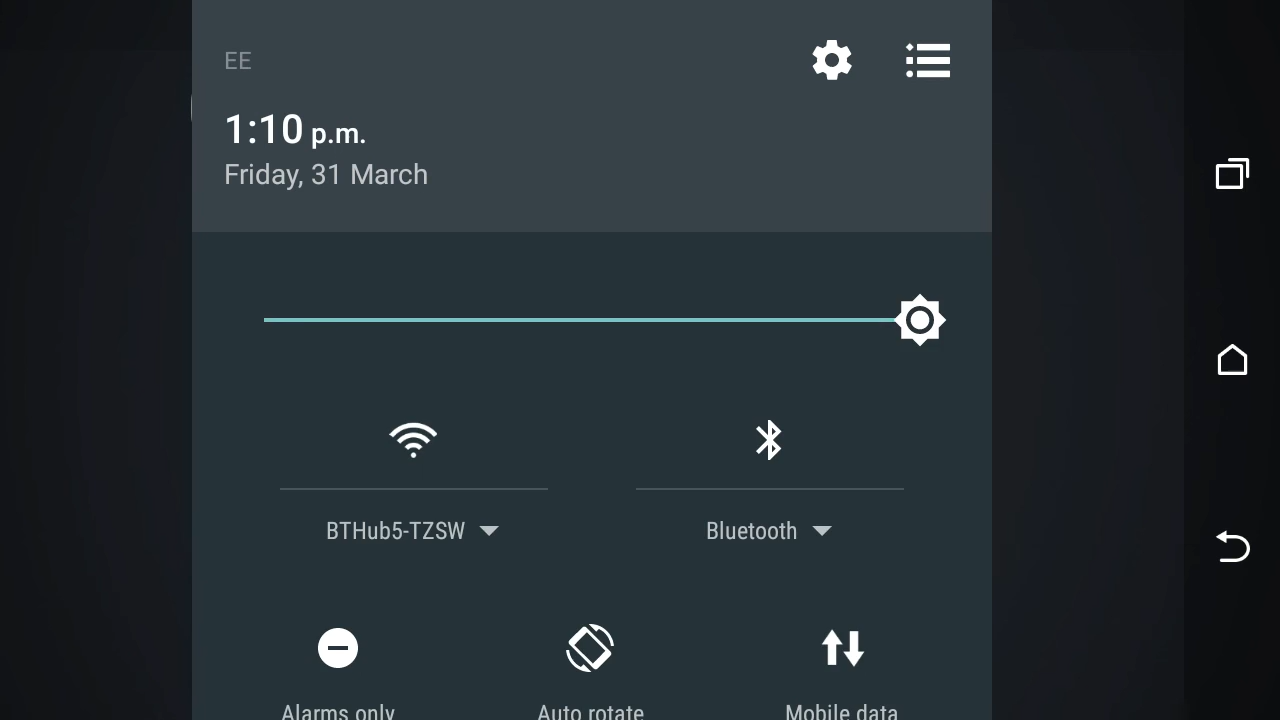 EE
1:10 p.m.
Friday, 31 March
BTHub5-TZSW
Bluetooth
Alarms only
Auto rotate
Mobile data